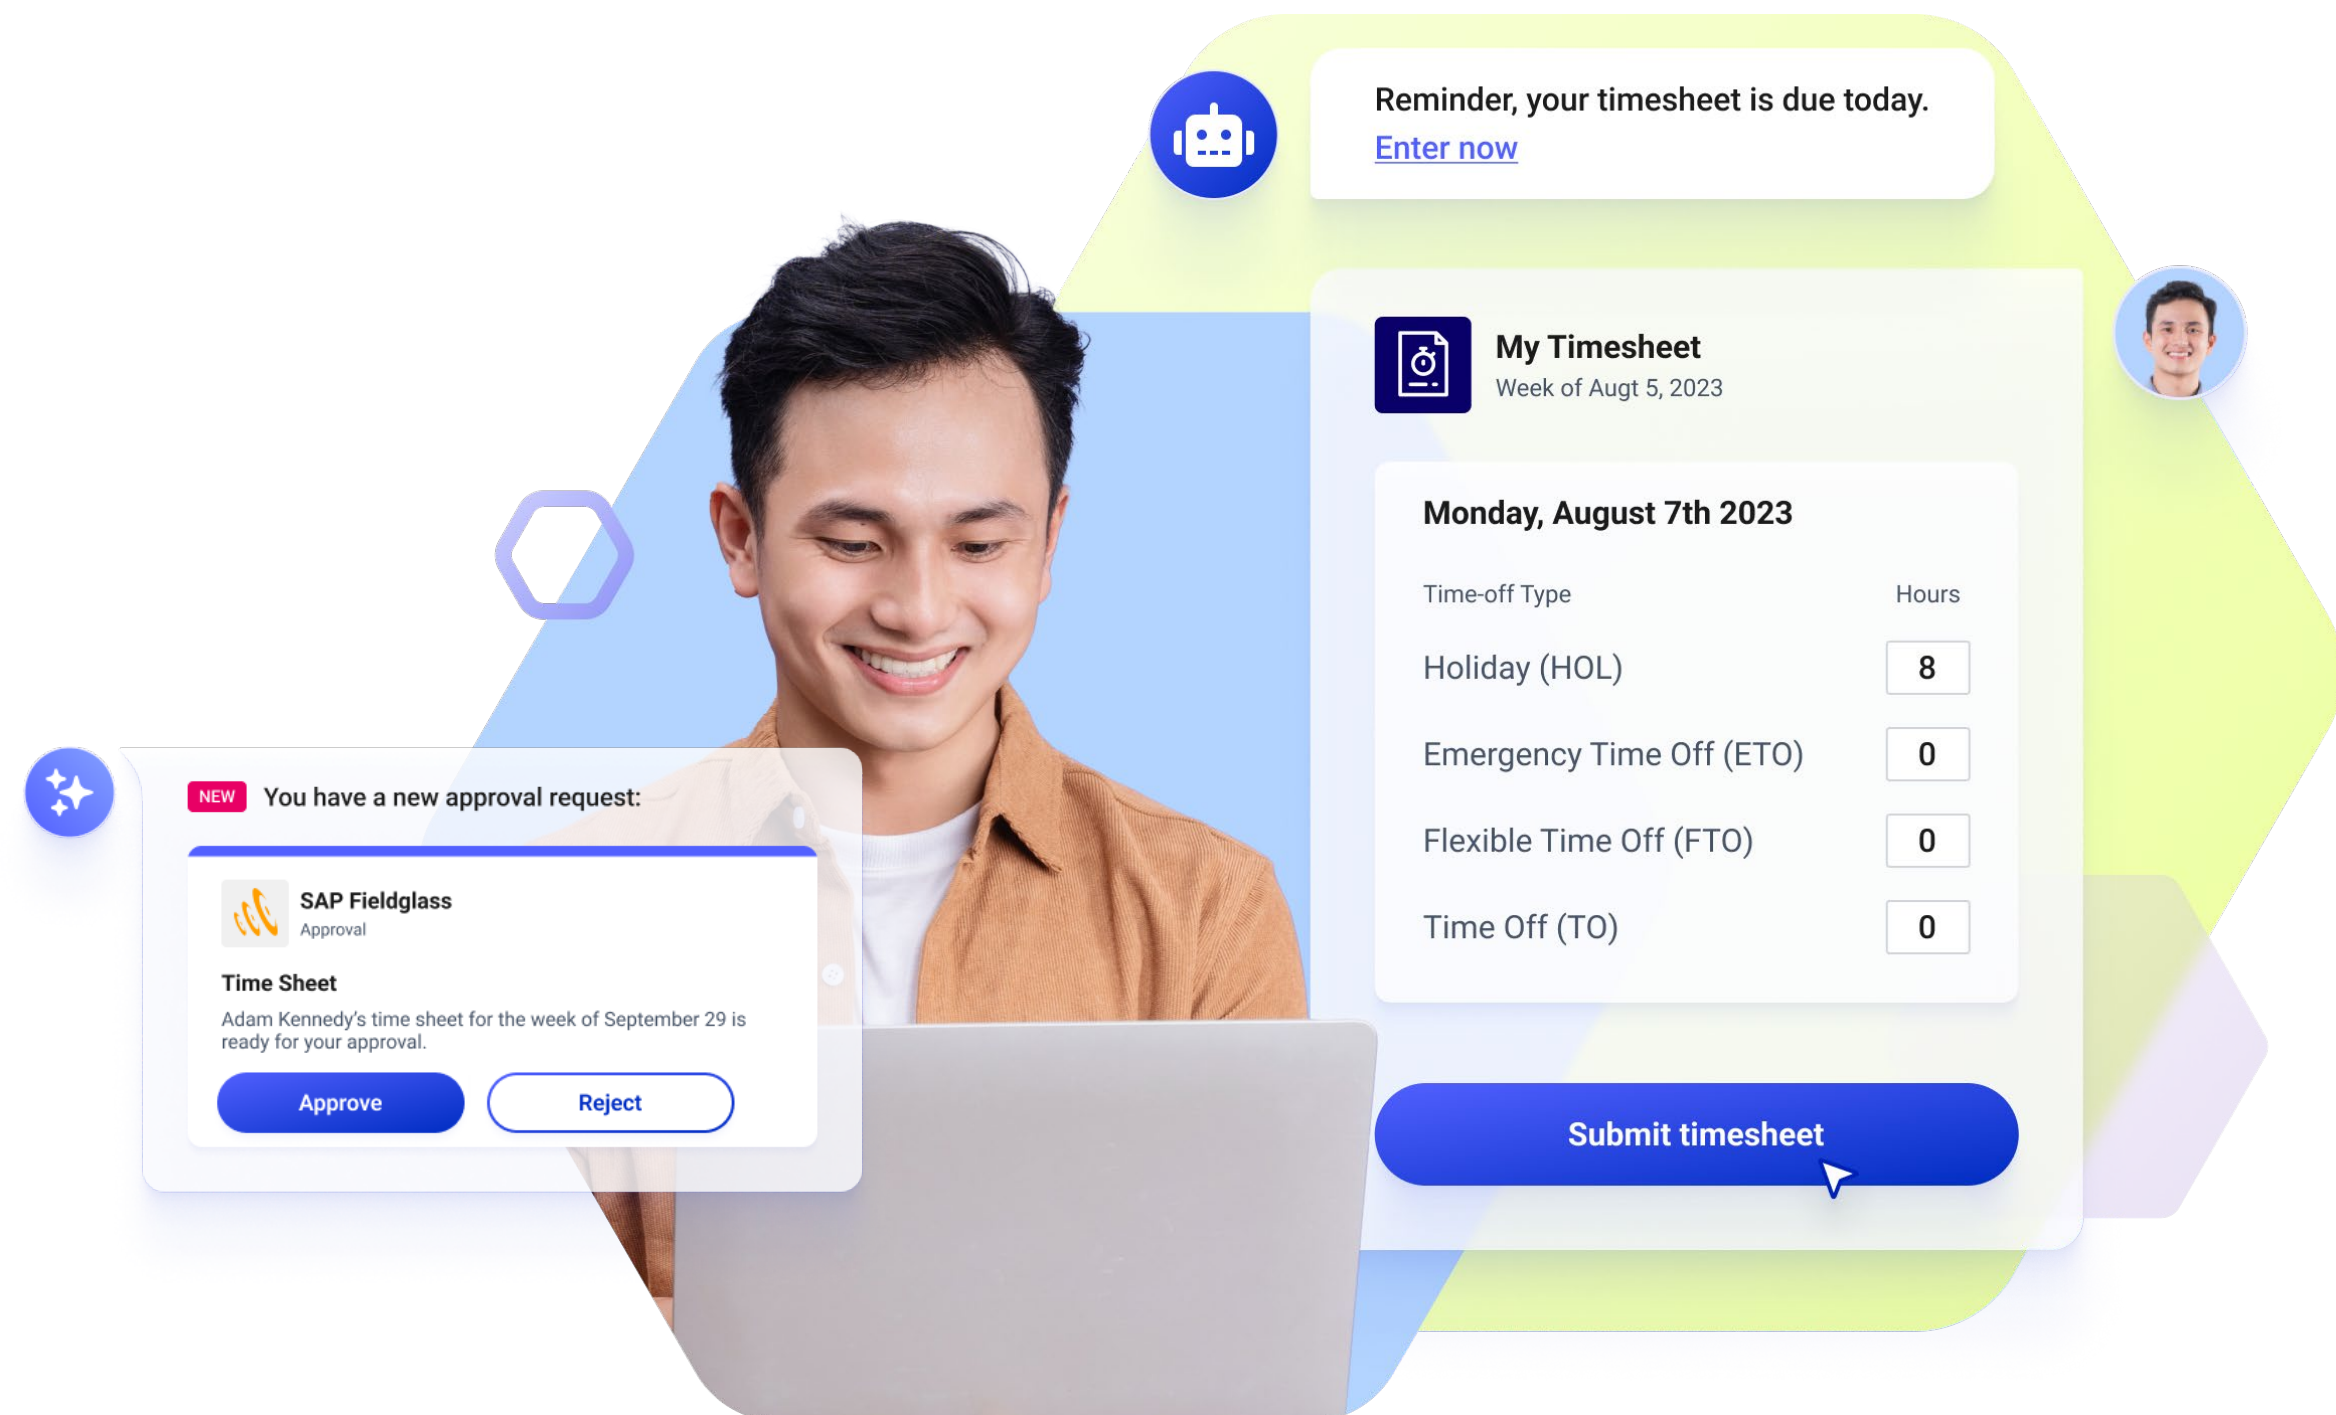 Reminder, your timesheet is due today.
Enter now
My Timesheet
Week of Augt 5, 2023
Monday, August 7th 2023
Time-off Type Hours
Holiday (HOL) 8
Emergency Time Off (ETO) 0
Flexible Time Off (FTO) 0
Time Off (TO) 0
Submit timesheet
NEW You have a new approval request:
SAP Fieldglass
Approval
Time Sheet
Adam Kennedy’s time sheet for the week of September 29 is
ready for your approval.
Approve Reject